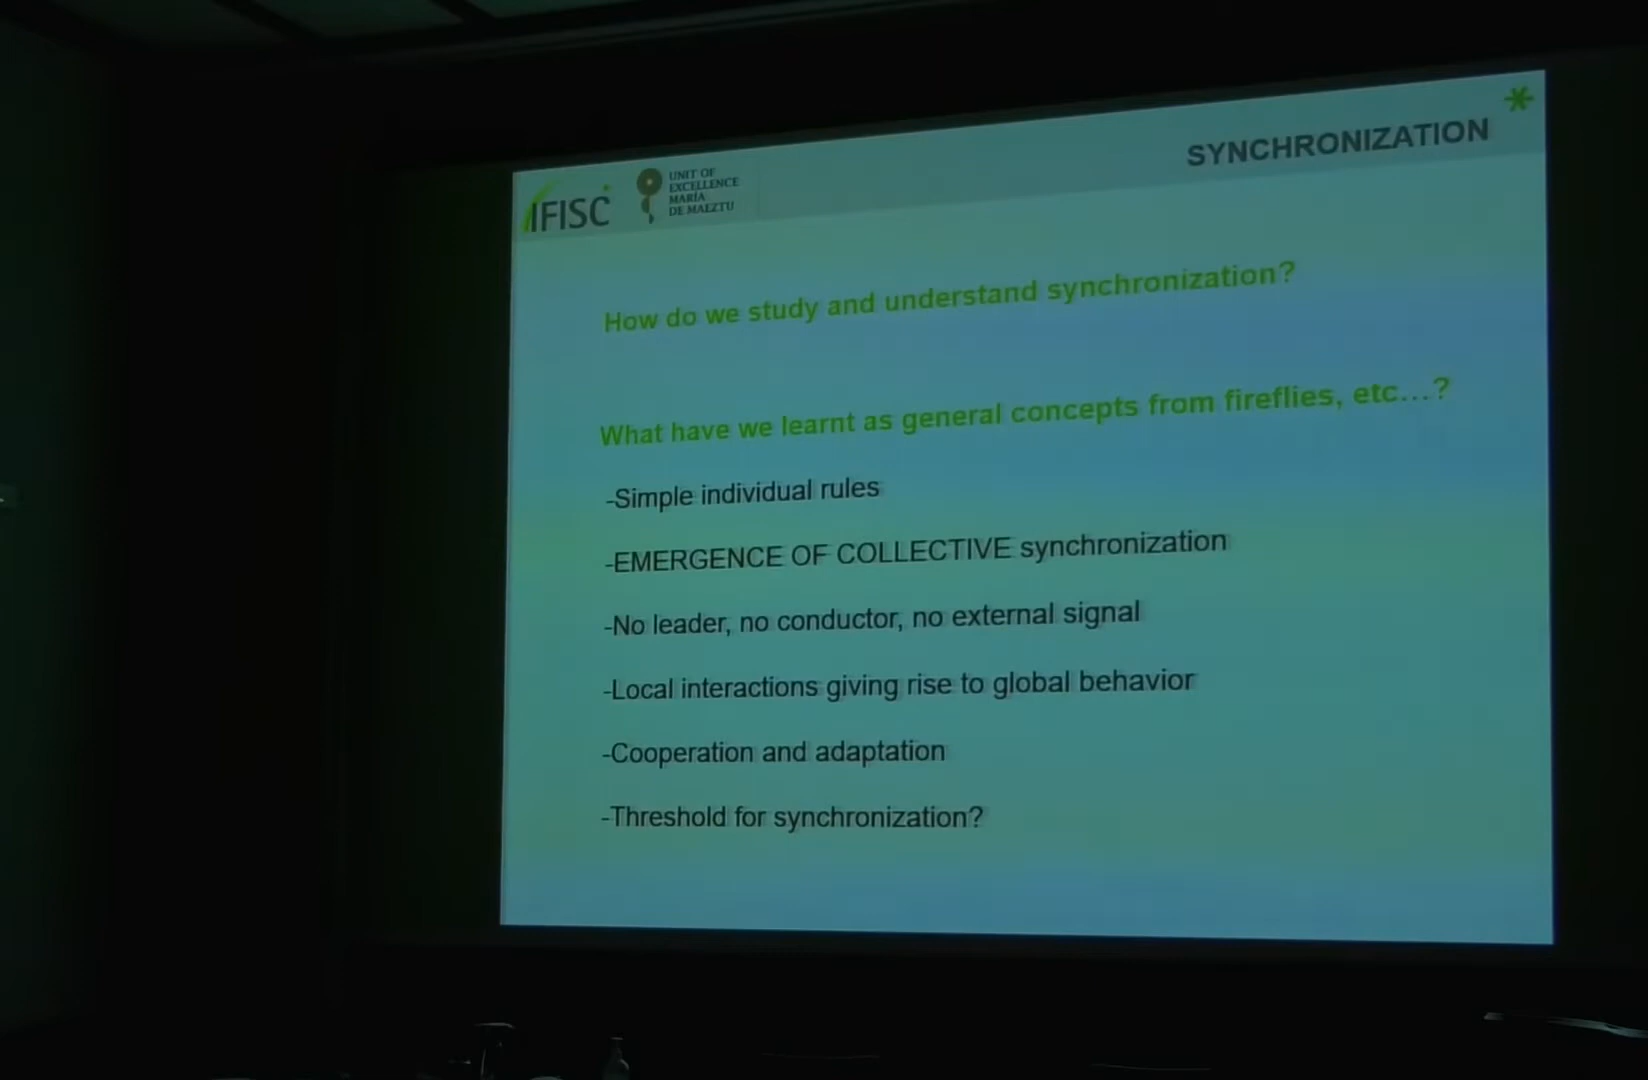 IFISC
UNIT OF
EXCELLENCE
MARÍA
DE MAEZTU
SYNCHRONIZATION
How do we study and understand synchronization?
What have we learnt as general concepts from fireflies, etc...?
-Simple individual rules
-EMERGENCE OF COLLECTIVE synchronization
-No leader, no conductor, no external signal
-Local interactions giving rise to global behavior
-Cooperation and adaptation
-Threshold for synchronization?